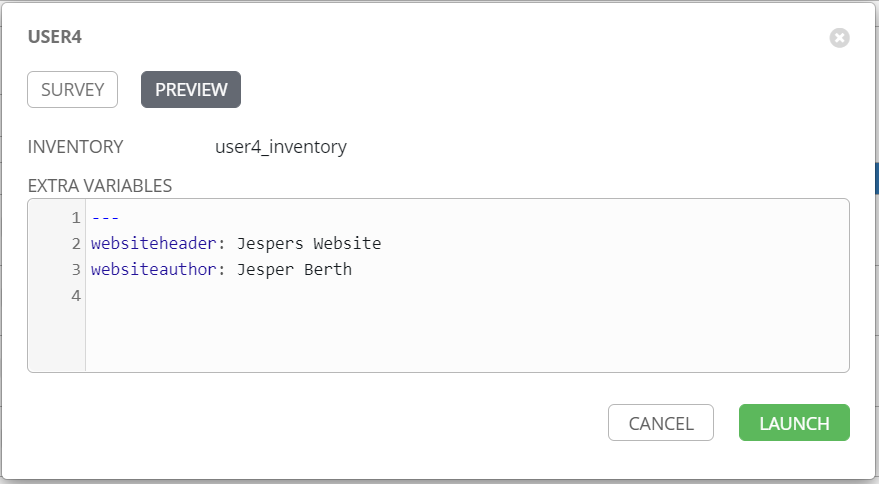 USER4
SURVEY PREVIEW
INVENTORY user4_inventory
EXTRA VARIABLES
1 ---
2 websiteheader: Jespers Website
3 websiteauthor: Jesper Berth
4
CANCEL LAUNCH